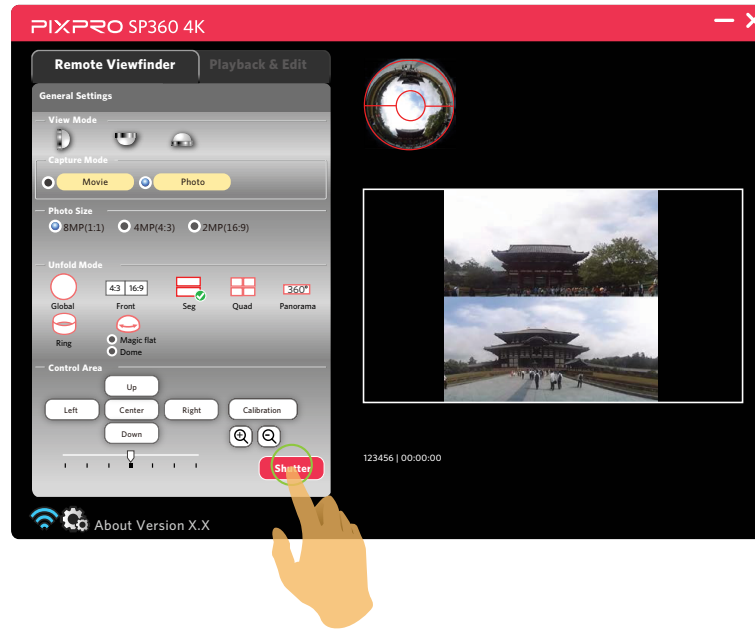 PIXPRO SP360 4K
Remote Viewfinder Playback & Edit
General Settings
View Mode
Capture Mode
Movie Photo
Photo Size
8MP(1:1) 4MP(4:3) 2MP(16:9)
Unfold Mode
4:3 16:9 360°
Global Front Seg Quad Panorama
Ring
Magic flat
Dome
Control Area
Up
Left Center Right Calibration
Down
Shutter
123456 | 00:00:00
About Version X.X